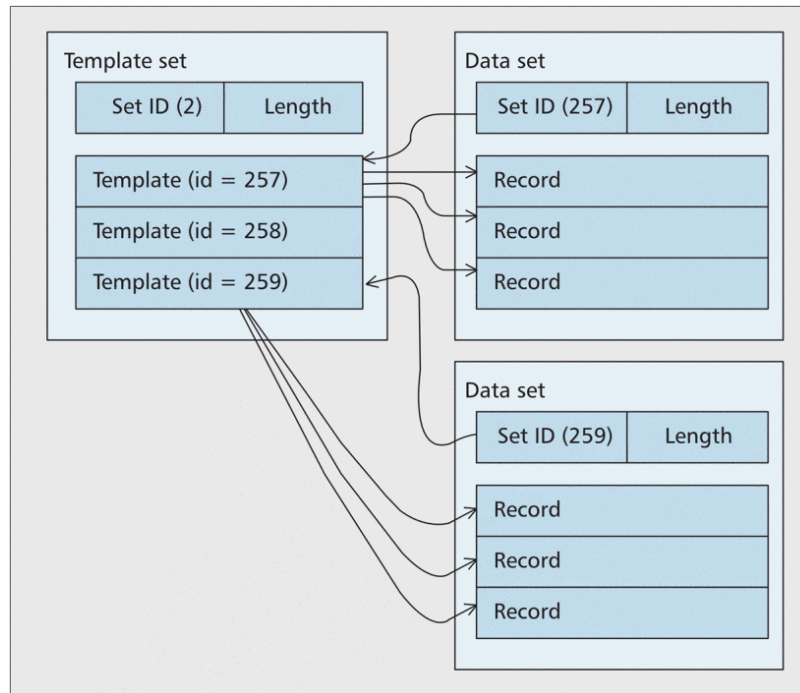 Template set
Set ID (2) Length
Template (id = 257)
Template (id = 258)
Template (id = 259)
Data set
Set ID (257) Length
Record
Record
Record
Data set
Set ID (259) Length
Record
Record
Record